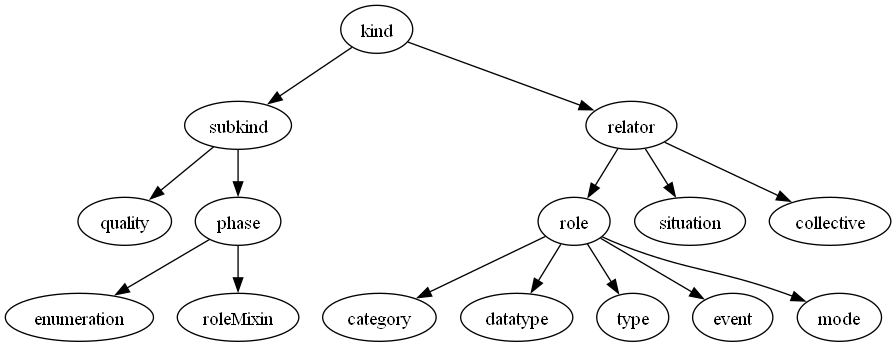 kind
subkind
relator
quality
phase
role
situation
collective
enumeration
roleMixin
category
datatype
type
event
mode